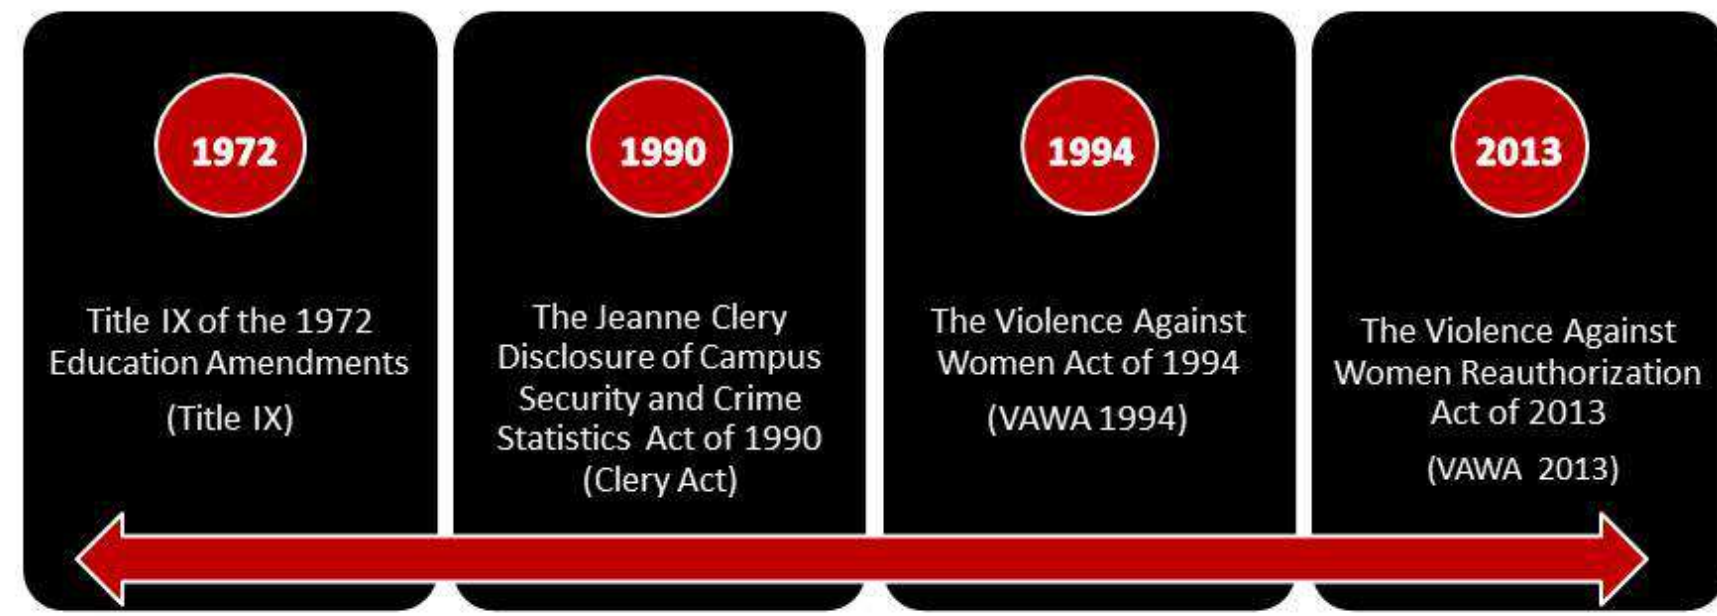 1972
Title IX of the 1972
Education Amendments
(Title IX)
1990
The Jeanne Clery
Disclosure of Campus
Security and Crime
Statistics Act of 1990
(Clery Act)
1994
The Violence Against
Women Act of 1994
(VAWA 1994)
2013
The Violence Against
Women Reauthorization
Act of 2013
(VAWA 2013)